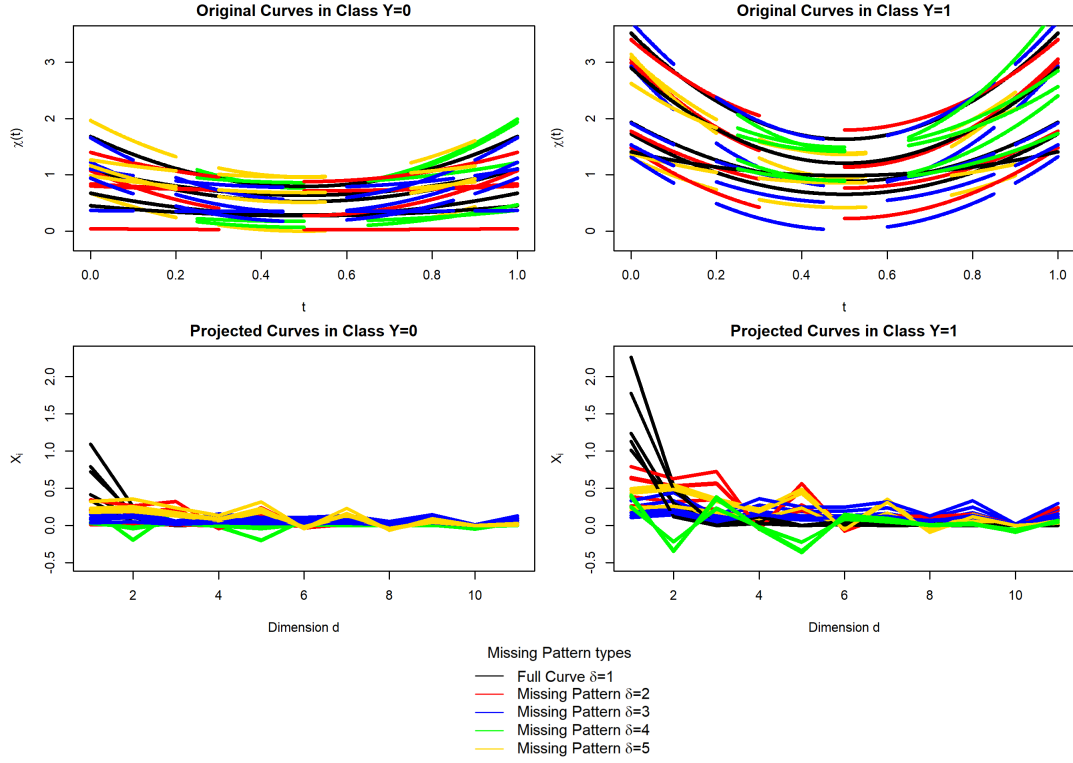 Original Curves in Class Y=0
Original Curves in Class Y=1
χ(t)
3
2
1
0
0.0 0.2 0.4 0.6 0.8 1.0
t
χ(t)
3
2
1
0
0.0 0.2 0.4 0.6 0.8 1.0
t
Projected Curves in Class Y=0
Projected Curves in Class Y=1
Xj
2.0
1.5
1.0
0.5
0.0
-0.5
2 4 6 8 10
Dimension d
Xj
2.0
1.5
1.0
0.5
0.0
-0.5
2 4 6 8 10
Dimension d
Missing Pattern types
Full Curve δ=1
Missing Pattern δ=2
Missing Pattern δ=3
Missing Pattern δ=4
Missing Pattern δ=5